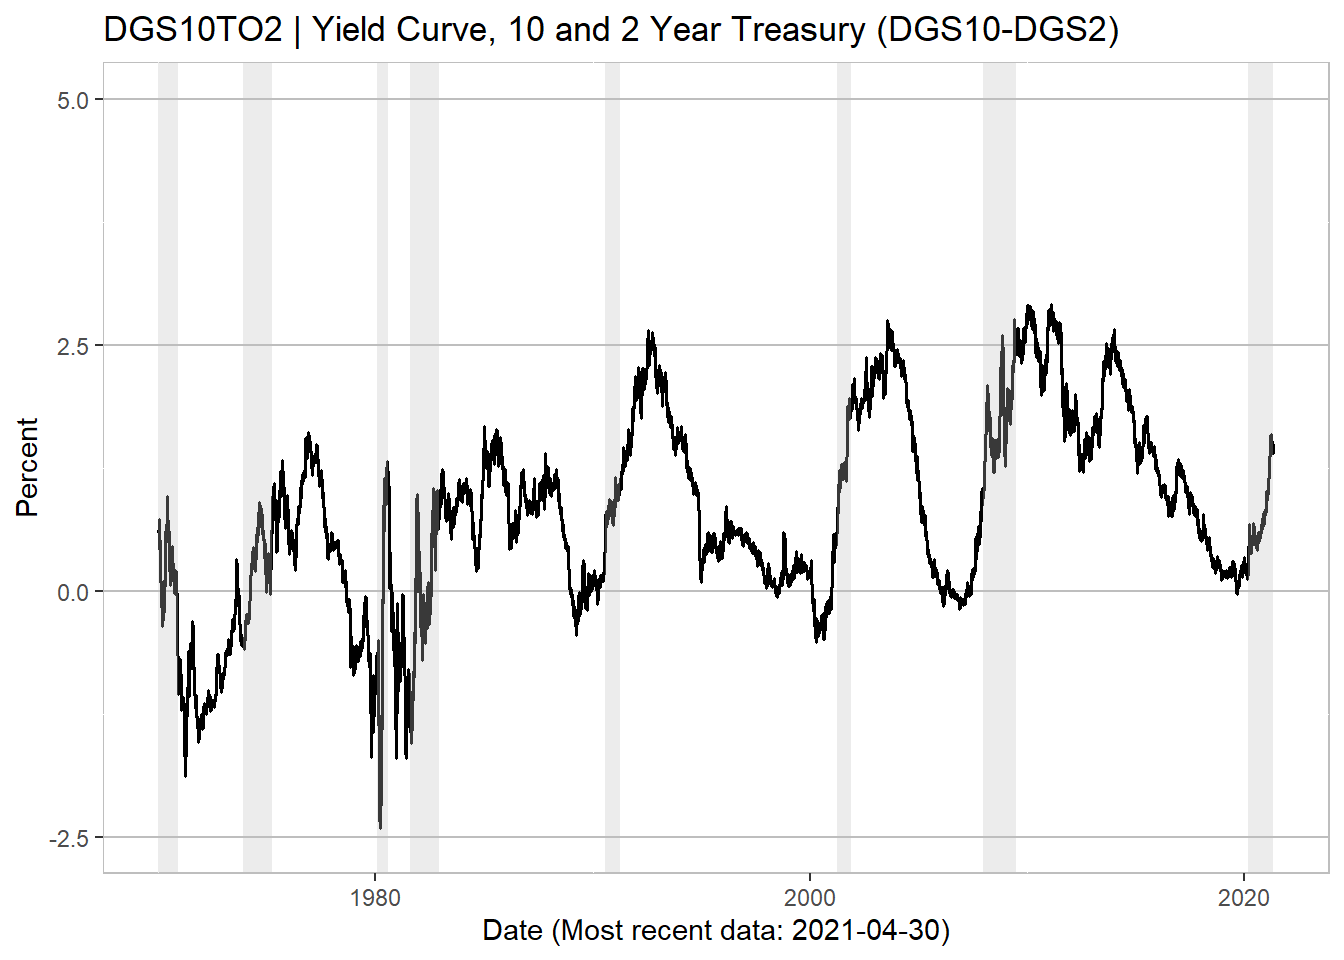 DGS10TO2 | Yield Curve, 10 and 2 Year Treasury (DGS10-DGS2)
5.0
2.5
0.0
-2.5
Percent
1980
2000
2020
Date (Most recent data: 2021-04-30)